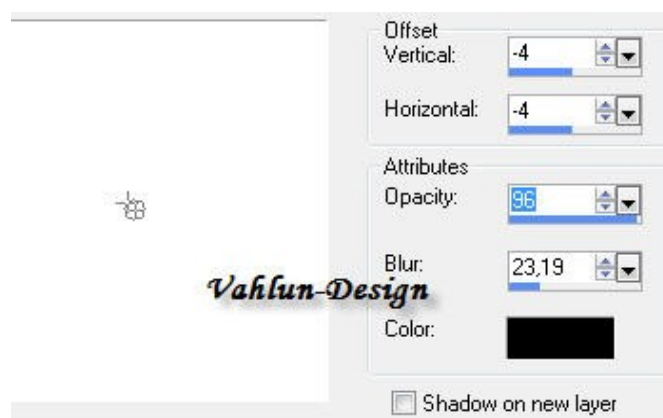 Offset
Vertical: -4
Horizontal: -4
Attributes
Opacity: 96
Blur: 23,19
Vahlun-Design
Color:
Shadow on new layer